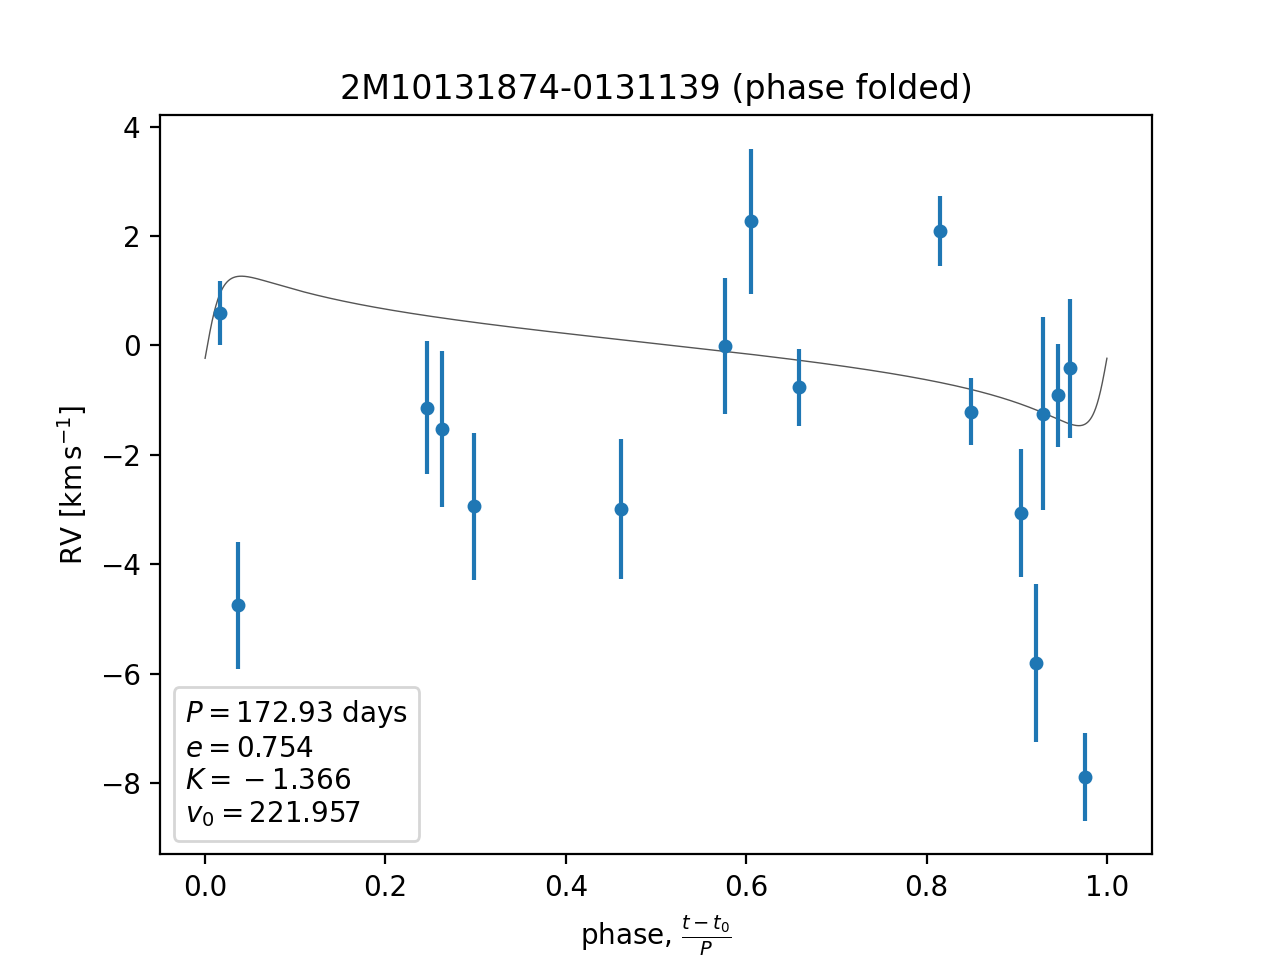 2M10131874-0131139 (phase folded)
4
2
0
−2
−4
−6
−8
RV [km s⁻¹]
P = 172.93 days
e = 0.754
K = −1.366
v₀ = 221.957
0.0 0.2 0.4 0.6 0.8 1.0
phase, (t − t₀)/P